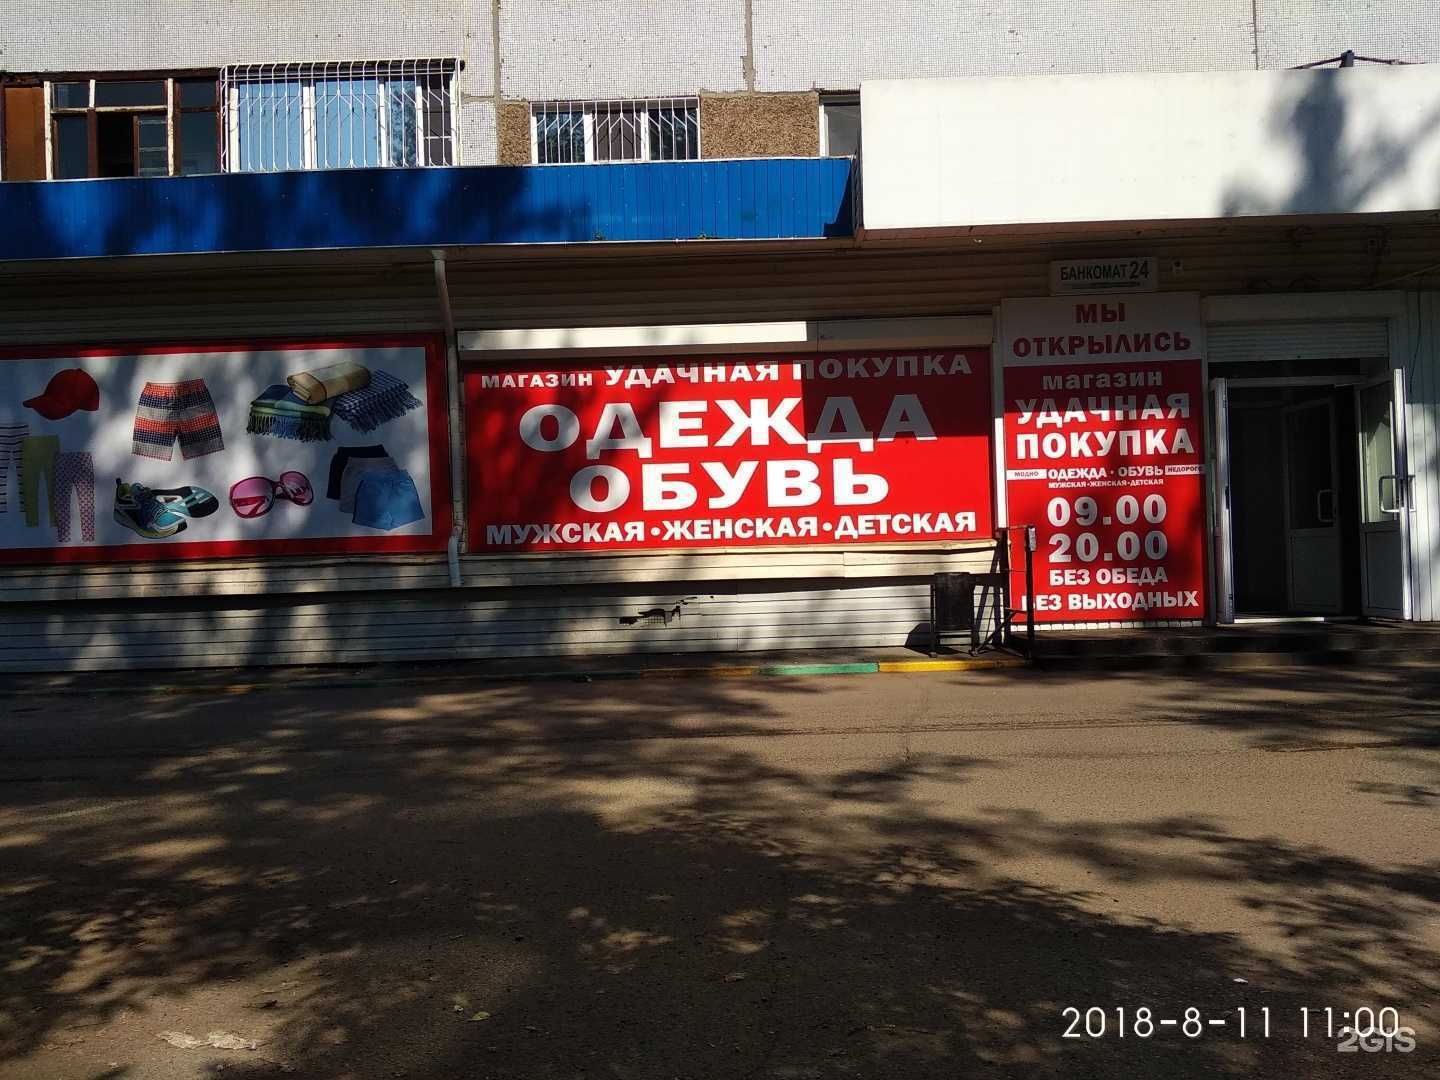 БАНКОМАТ 24
МЫ
ОТКРЫЛИСЬ
магазин
УДАЧНАЯ
ПОКУПКА
МОДНО ОДЕЖДА • ОБУВЬ НЕДОРОГО
МУЖСКАЯ•ЖЕНСКАЯ•ДЕТСКАЯ
09.00
20.00
БЕЗ ОБЕДА
БЕЗ ВЫХОДНЫХ
магазин УДАЧНАЯ ПОКУПКА
ОДЕЖДА
ОБУВЬ
МУЖСКАЯ•ЖЕНСКАЯ•ДЕТСКАЯ
2018-8-11 11:00
2GIS